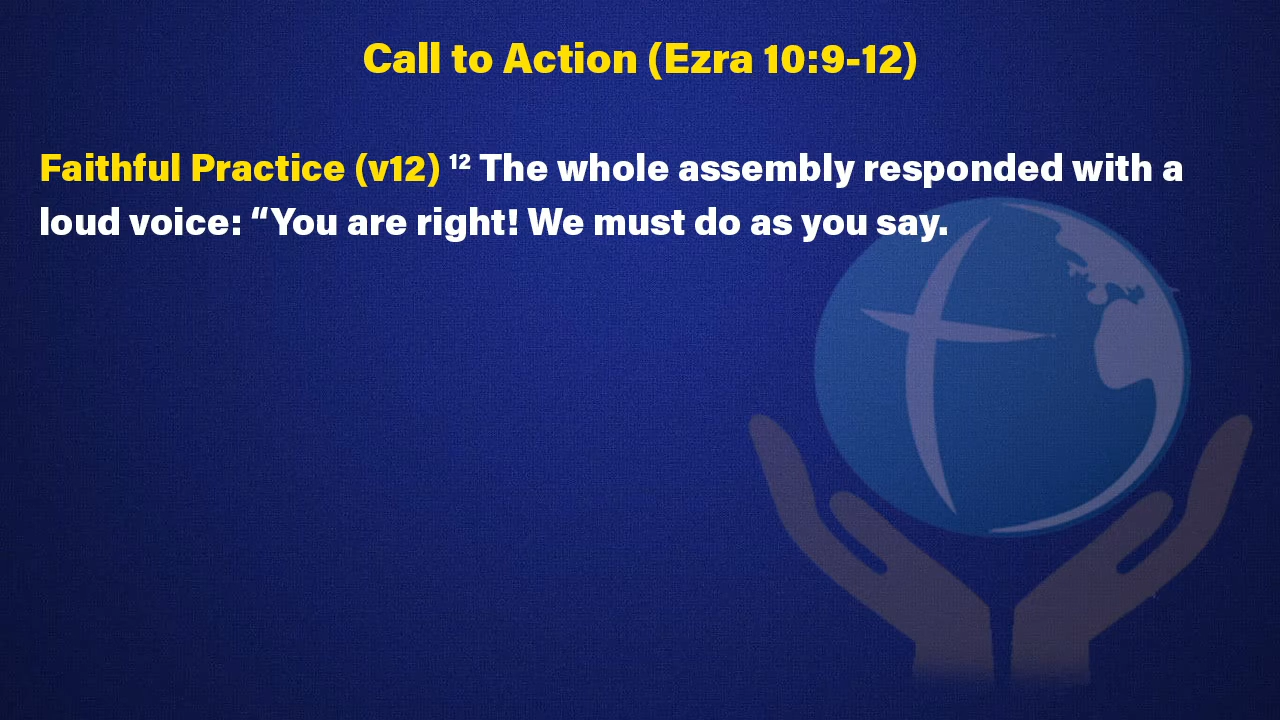 Call to Action (Ezra 10:9-12)
Faithful Practice (v12) ¹² The whole assembly responded with a
loud voice: “You are right! We must do as you say.